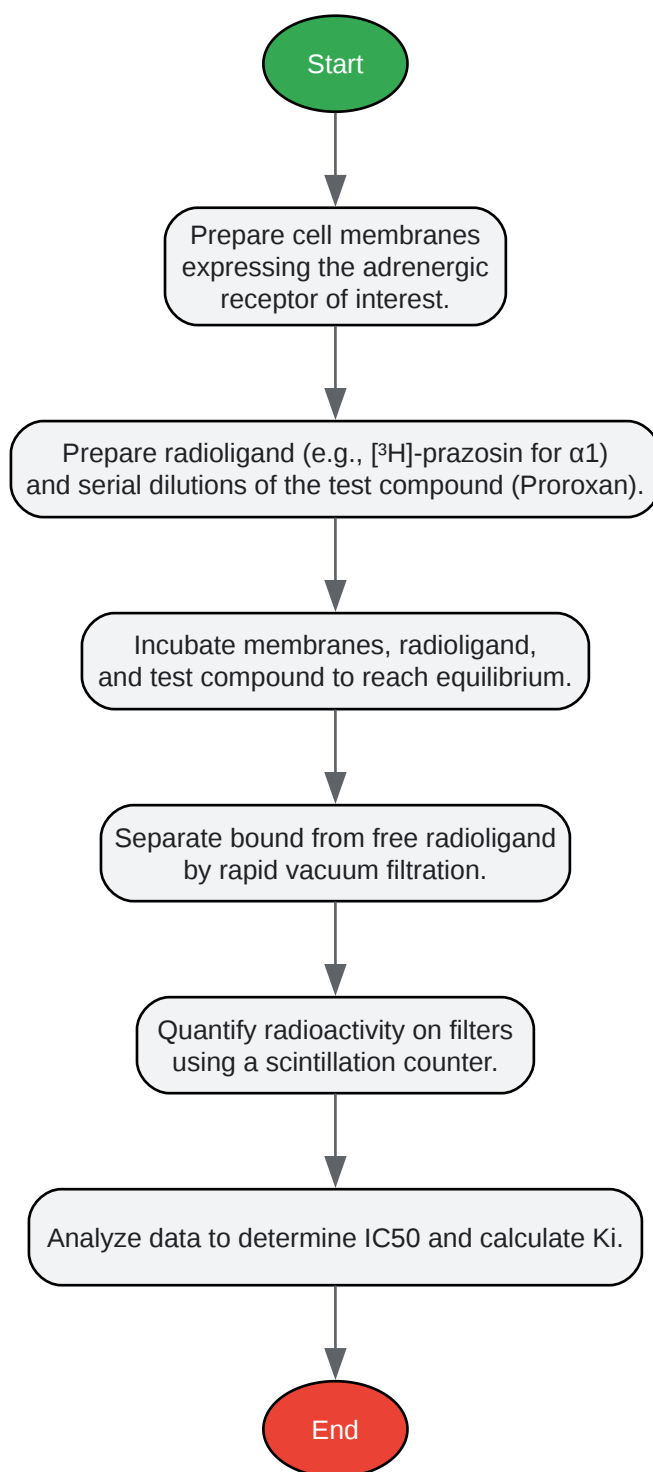 Start
Prepare cell membranes
expressing the adrenergic
receptor of interest.
Prepare radioligand (e.g., [³H]-prazosin for α1)
and serial dilutions of the test compound (Proroxan).
Incubate membranes, radioligand,
and test compound to reach equilibrium.
Separate bound from free radioligand
by rapid vacuum filtration.
Quantify radioactivity on filters
using a scintillation counter.
Analyze data to determine IC50 and calculate Ki.
End